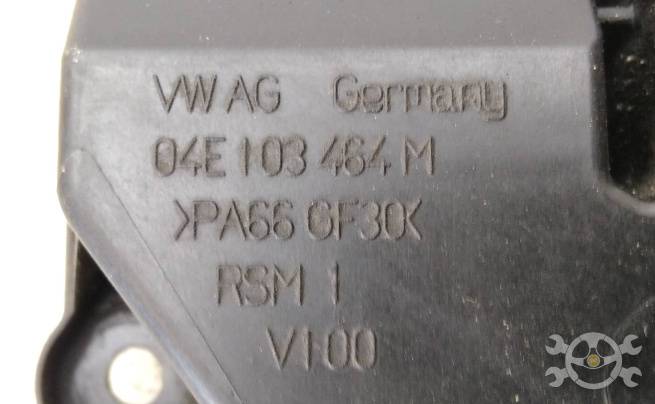 VW AG Germany
04E 103 464 M
>PA66 GF30<
RSM 1
V100